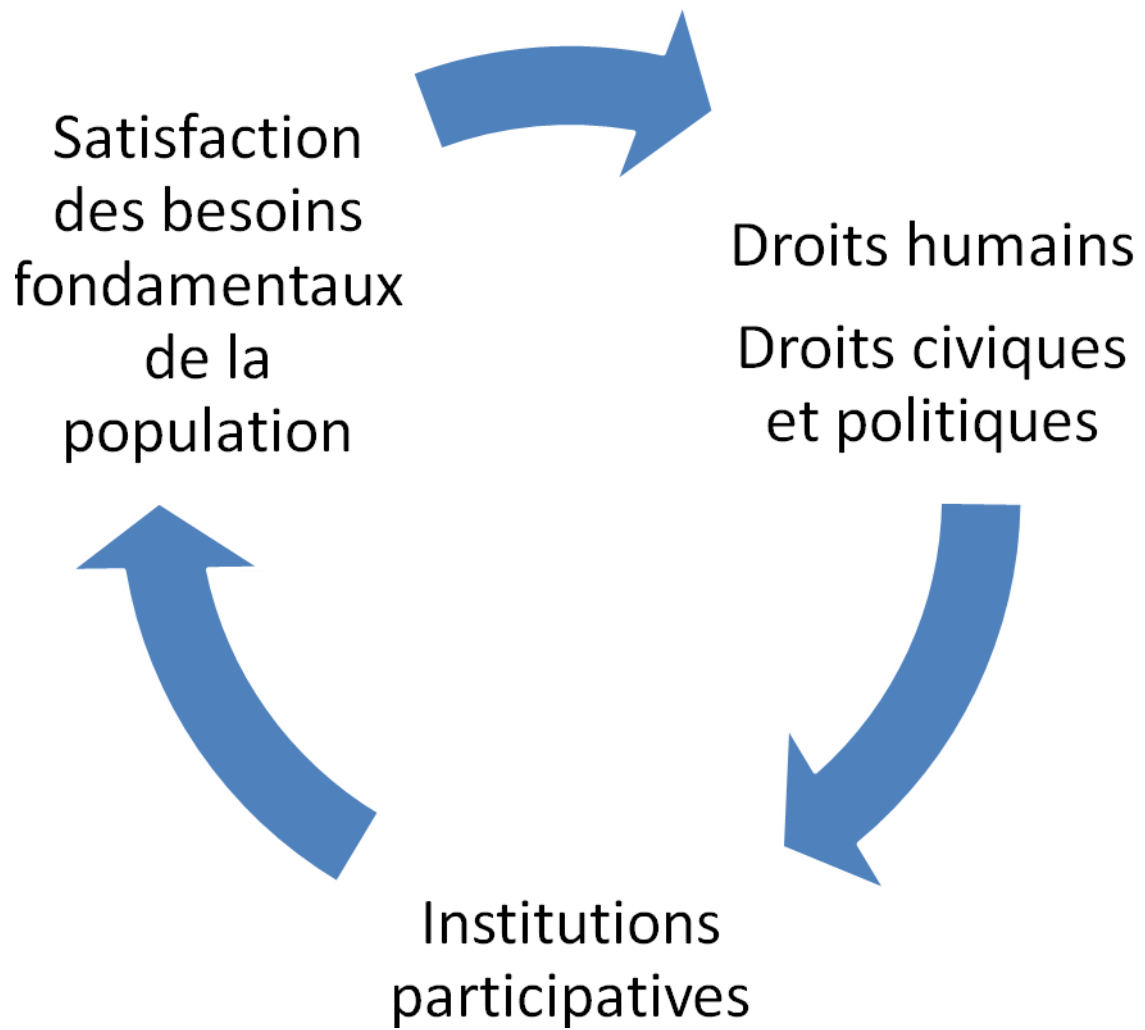 Satisfaction
des besoins
fondamentaux
de la
population
Droits humains
Droits civiques
et politiques
Institutions
participatives